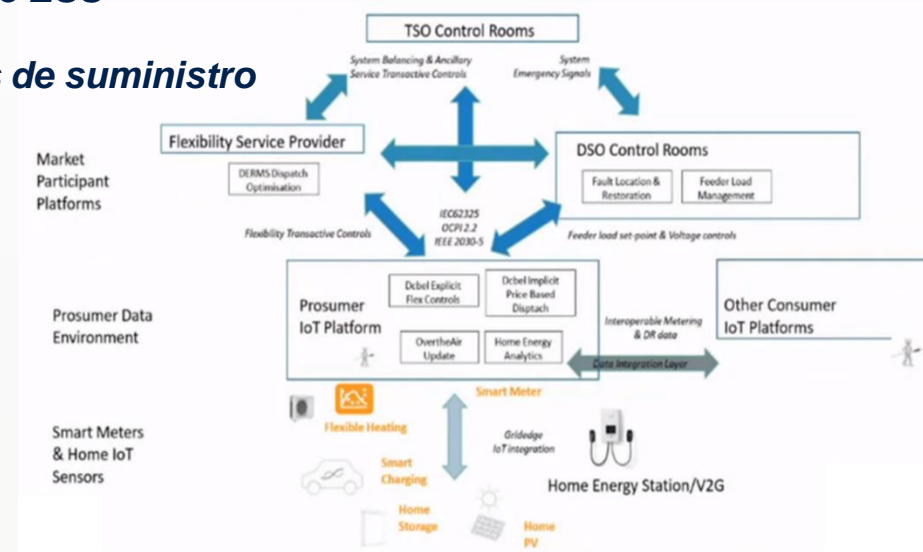 ESS
s de suministro
TSO Control Rooms
System Balancing & Ancillary
Service Transactive Controls
System
Emergency Signals
Flexibility Service Provider
DERMS Dispatch
Optimisation
Market
Participant
Platforms
DSO Control Rooms
Fault Location &
Restoration
Feeder Load
Management
IEC62325
OCPI 2.2
IEEE 2030-5
Flexibility Transactive Controls
Feeder load set-point & Voltage controls
Prosumer Data
Environment
Prosumer
IoT Platform
Dcbel Explicit
Flex Controls
Dcbel Implicit
Price Based
Disptach
OvertheAir
Update
Home Energy
Analytics
Interoperable Metering
& DR data
Data Integration Layer
Other Consumer
IoT Platforms
Smart Meters
& Home IoT
Sensors
Smart Meter
Flexible Heating
Gridedge
IoT integration
Smart
Charging
Home
Storage
Home
PV
Home Energy Station/V2G